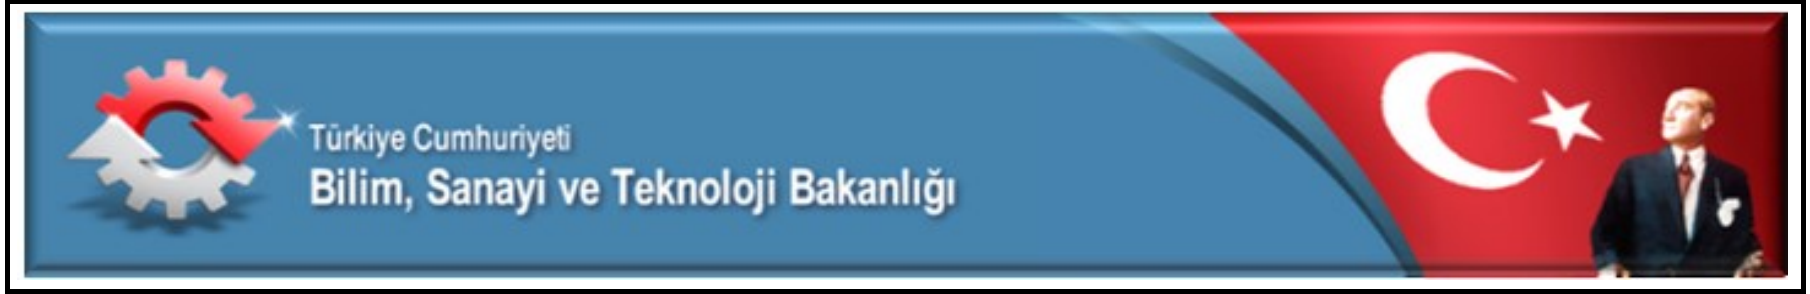 Türkiye Cumhuriyeti
Bilim, Sanayi ve Teknoloji Bakanlığı